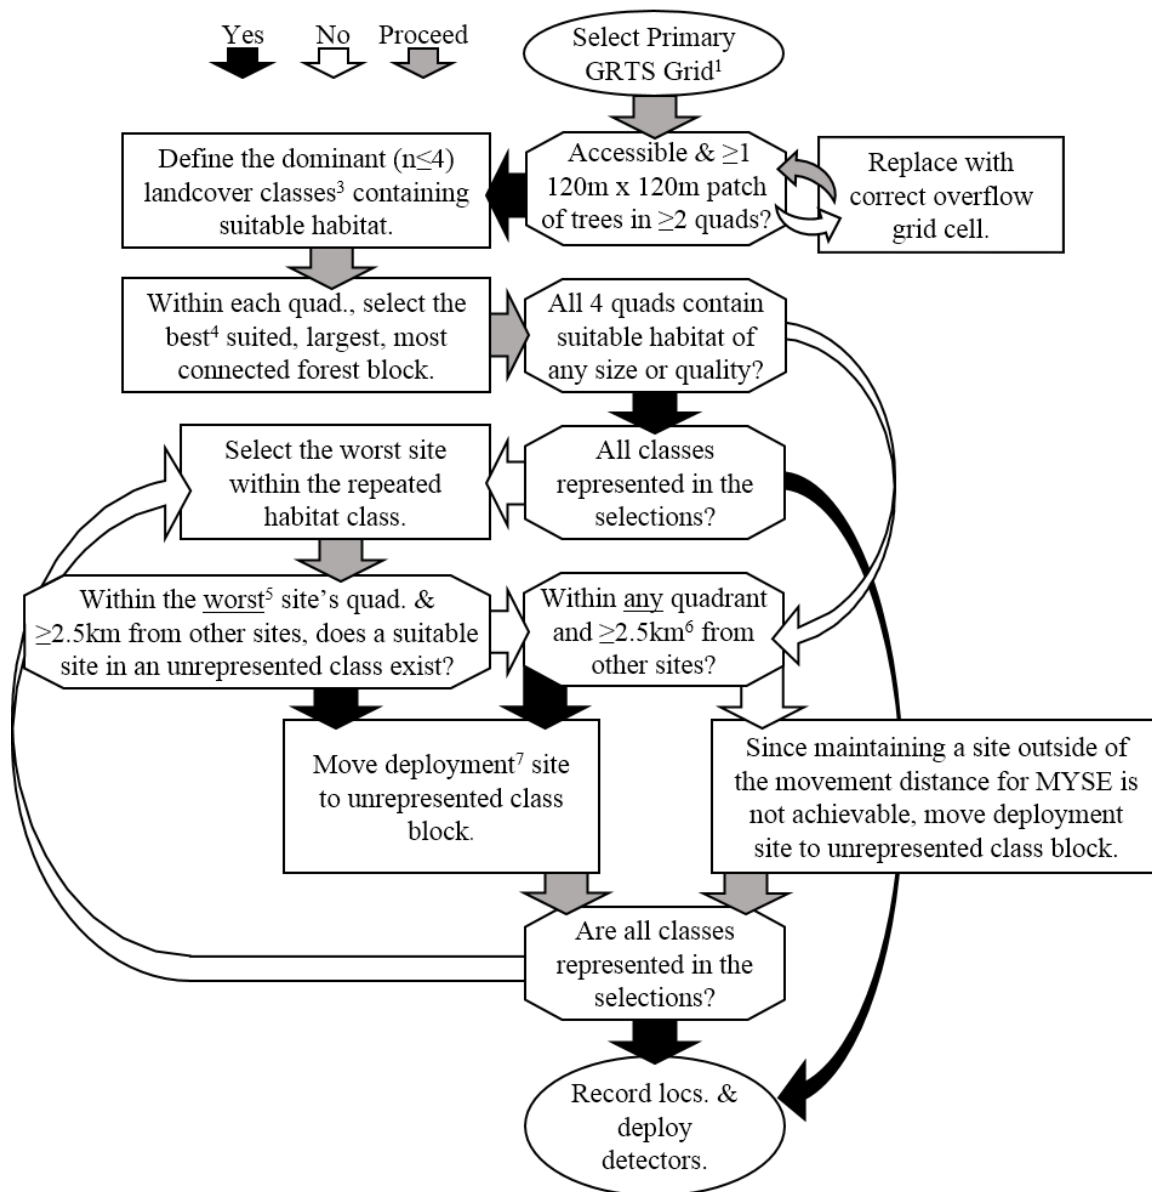 Yes No Proceed
Select Primary
GRTS Grid¹
Accessible & ≥1
120m x 120m patch
of trees in ≥2 quads?
Replace with
correct overflow
grid cell.
Define the dominant (n≤4)
landcover classes³ containing
suitable habitat.
Within each quad., select the
best⁴ suited, largest, most
connected forest block.
All 4 quads contain
suitable habitat of
any size or quality?
All classes
represented in the
selections?
Select the worst site
within the repeated
habitat class.
Within the worst⁵ site’s quad. &
≥2.5km from other sites, does a suitable
site in an unrepresented class exist?
Within any quadrant
and ≥2.5km⁶ from
other sites?
Move deployment⁷ site
to unrepresented class
block.
Since maintaining a site outside of
the movement distance for MYSE is
not achievable, move deployment
site to unrepresented class block.
Are all classes
represented in the
selections?
Record locs. &
deploy
detectors.